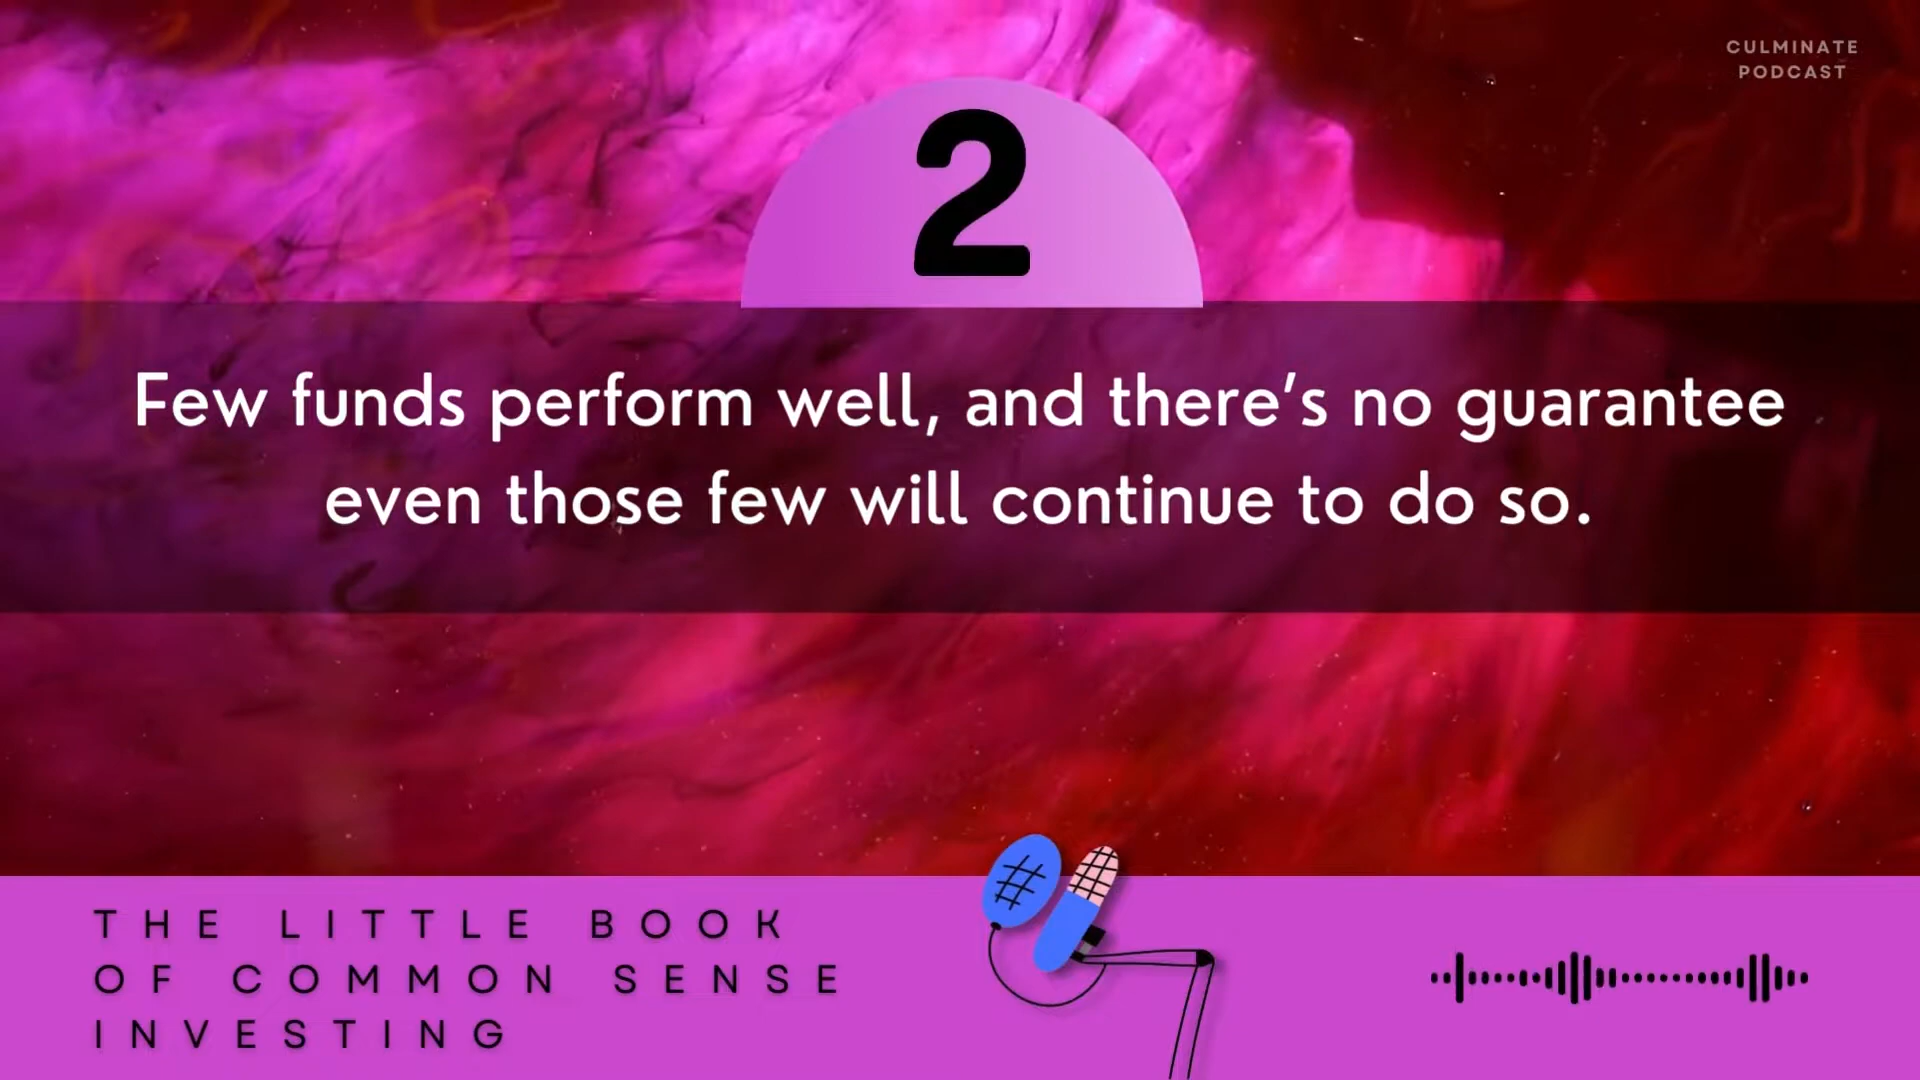 CULMINATE
PODCAST
2
Few funds perform well, and there’s no guarantee
even those few will continue to do so.
THE LITTLE BOOK
OF COMMON SENSE
INVESTING